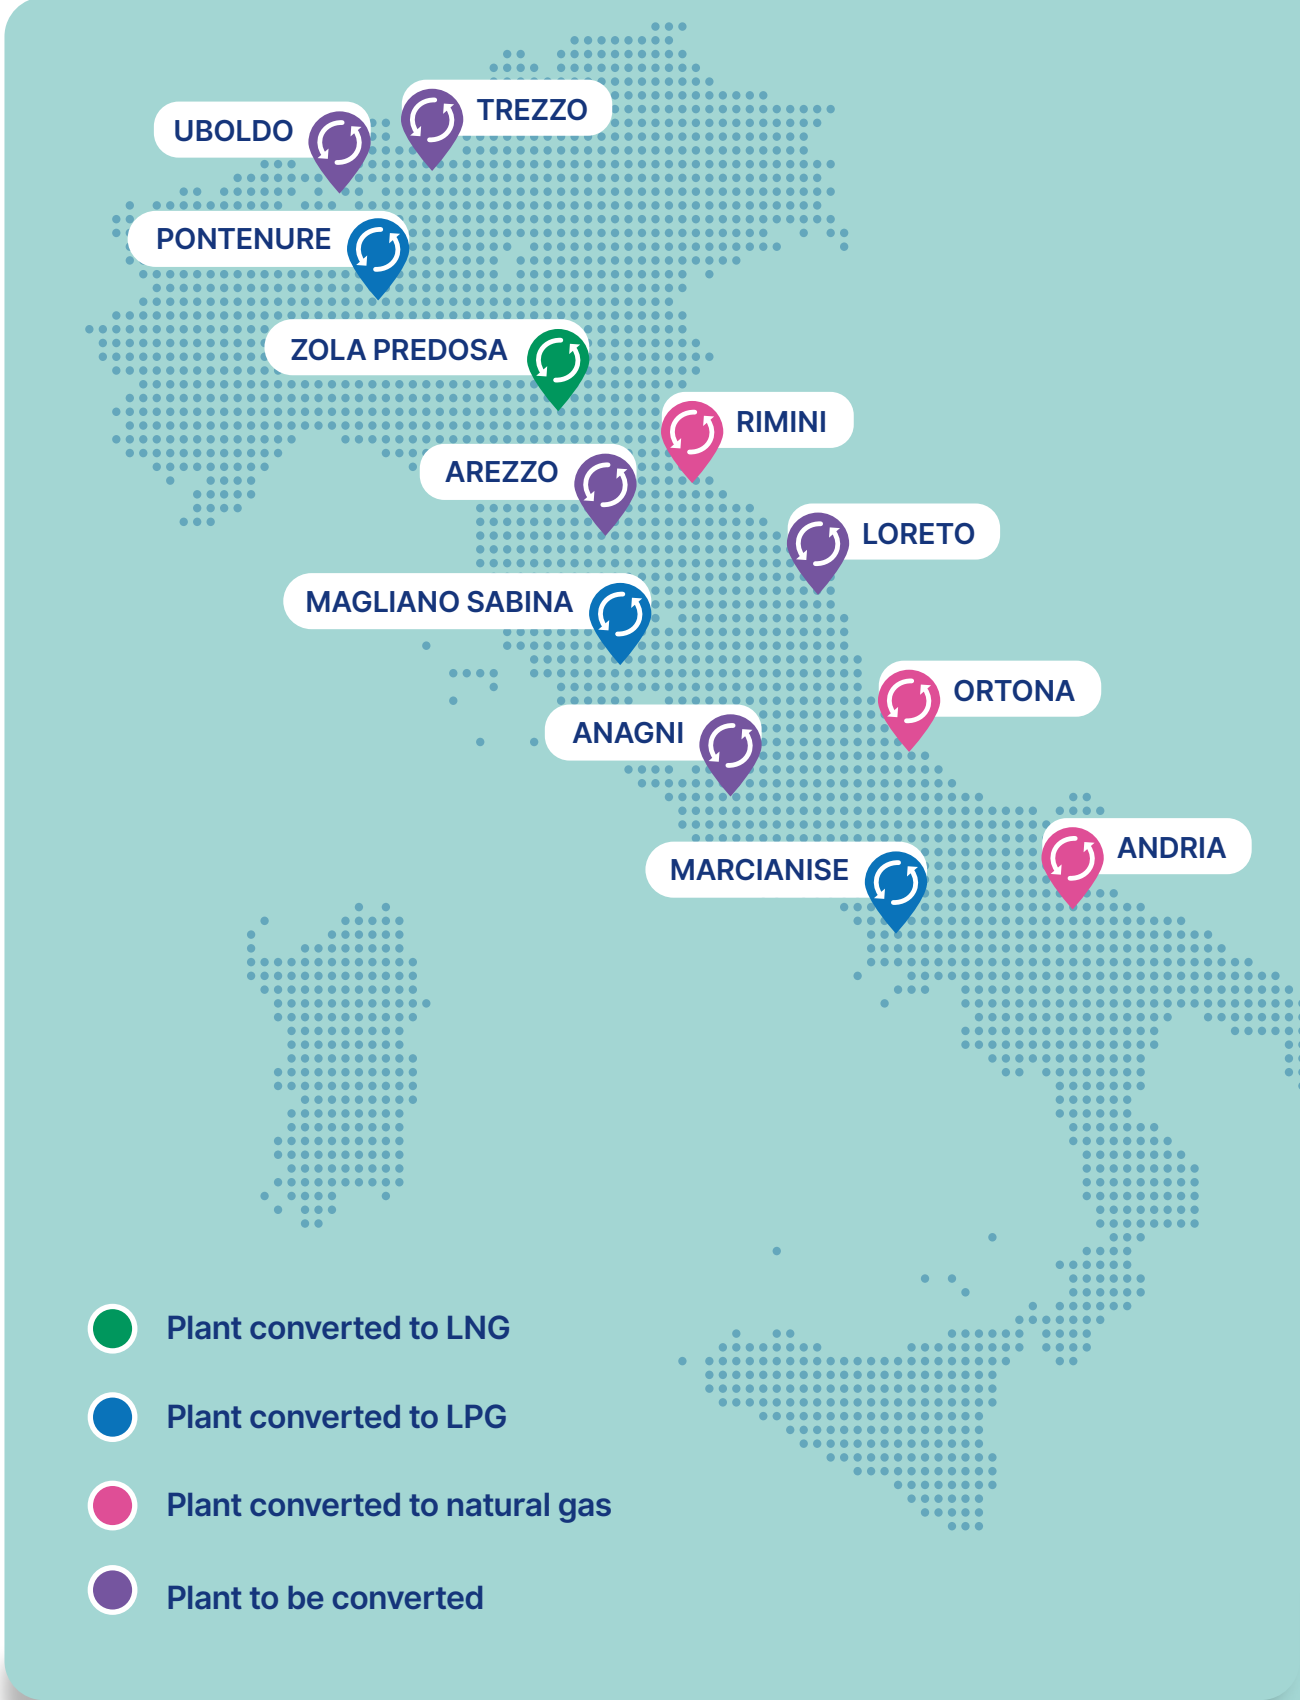 TREZZO
UBOLDO
PONTENURE
ZOLA PREDOSA
RIMINI
AREZZO
LORETO
MAGLIANO SABINA
ORTONA
ANAGNI
ANDRIA
MARCIANISE
Plant converted to LNG
Plant converted to LPG
Plant converted to natural gas
Plant to be converted